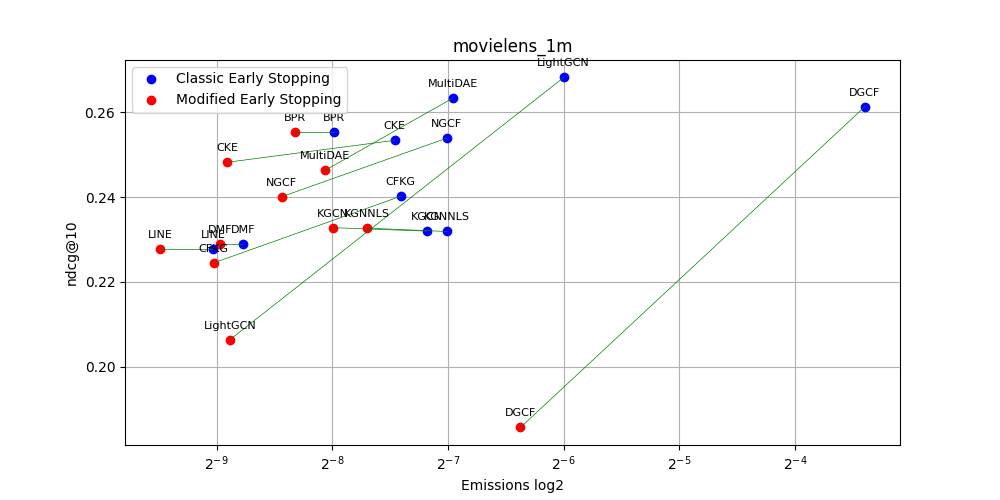 movielens_1m
Classic Early Stopping
Modified Early Stopping
LightGCN
MultiDAE
DGCF
BPR
BPR
CKE
NGCF
CKE
MultiDAE
NGCF
CFKG
KGCN
KGNNLS
KGCN
KGNNLS
LINE
LINE
DMF
DMF
CFKG
LightGCN
DGCF
0.26
0.24
0.22
0.20
ndcg@10
2^-9
2^-8
2^-7
2^-6
2^-5
2^-4
Emissions log2